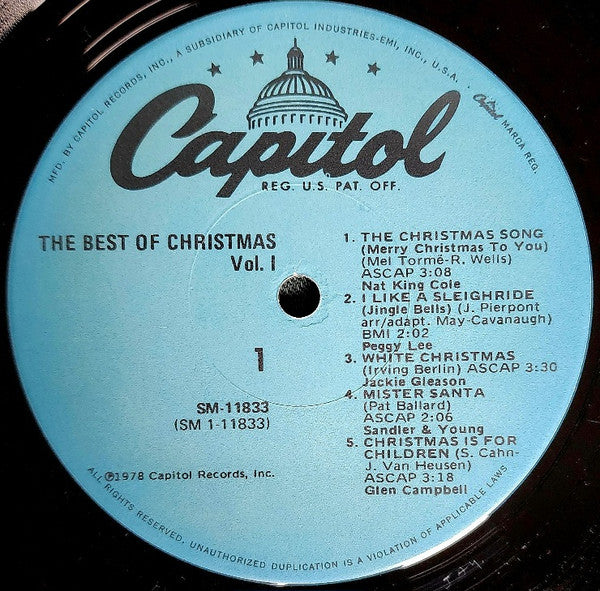 MFD. BY CAPITOL RECORDS, INC., A SUBSIDIARY OF CAPITOL INDUSTRIES-EMI, INC., U.S.A. · Capitol MARCA REG.
Capitol
REG. U.S. PAT. OFF.
THE BEST OF CHRISTMAS
Vol. I
1
SM-11833
(SM 1-11833)
℗1978 Capitol Records, Inc.
1. THE CHRISTMAS SONG
(Merry Christmas To You)
(Mel Tormé-R. Wells)
ASCAP 3:08
Nat King Cole
2. I LIKE A SLEIGHRIDE
(Jingle Bells) (J. Pierpont
arr/adapt. May-Cavanaugh)
BMI 2:02
Peggy Lee
3. WHITE CHRISTMAS
(Irving Berlin) ASCAP 3:30
Jackie Gleason
4. MISTER SANTA
(Pat Ballard)
ASCAP 2:06
Sandler & Young
5. CHRISTMAS IS FOR
CHILDREN (S. Cahn-
J. Van Heusen)
ASCAP 3:18
Glen Campbell
ALL RIGHTS RESERVED. UNAUTHORIZED DUPLICATION IS A VIOLATION OF APPLICABLE LAWS